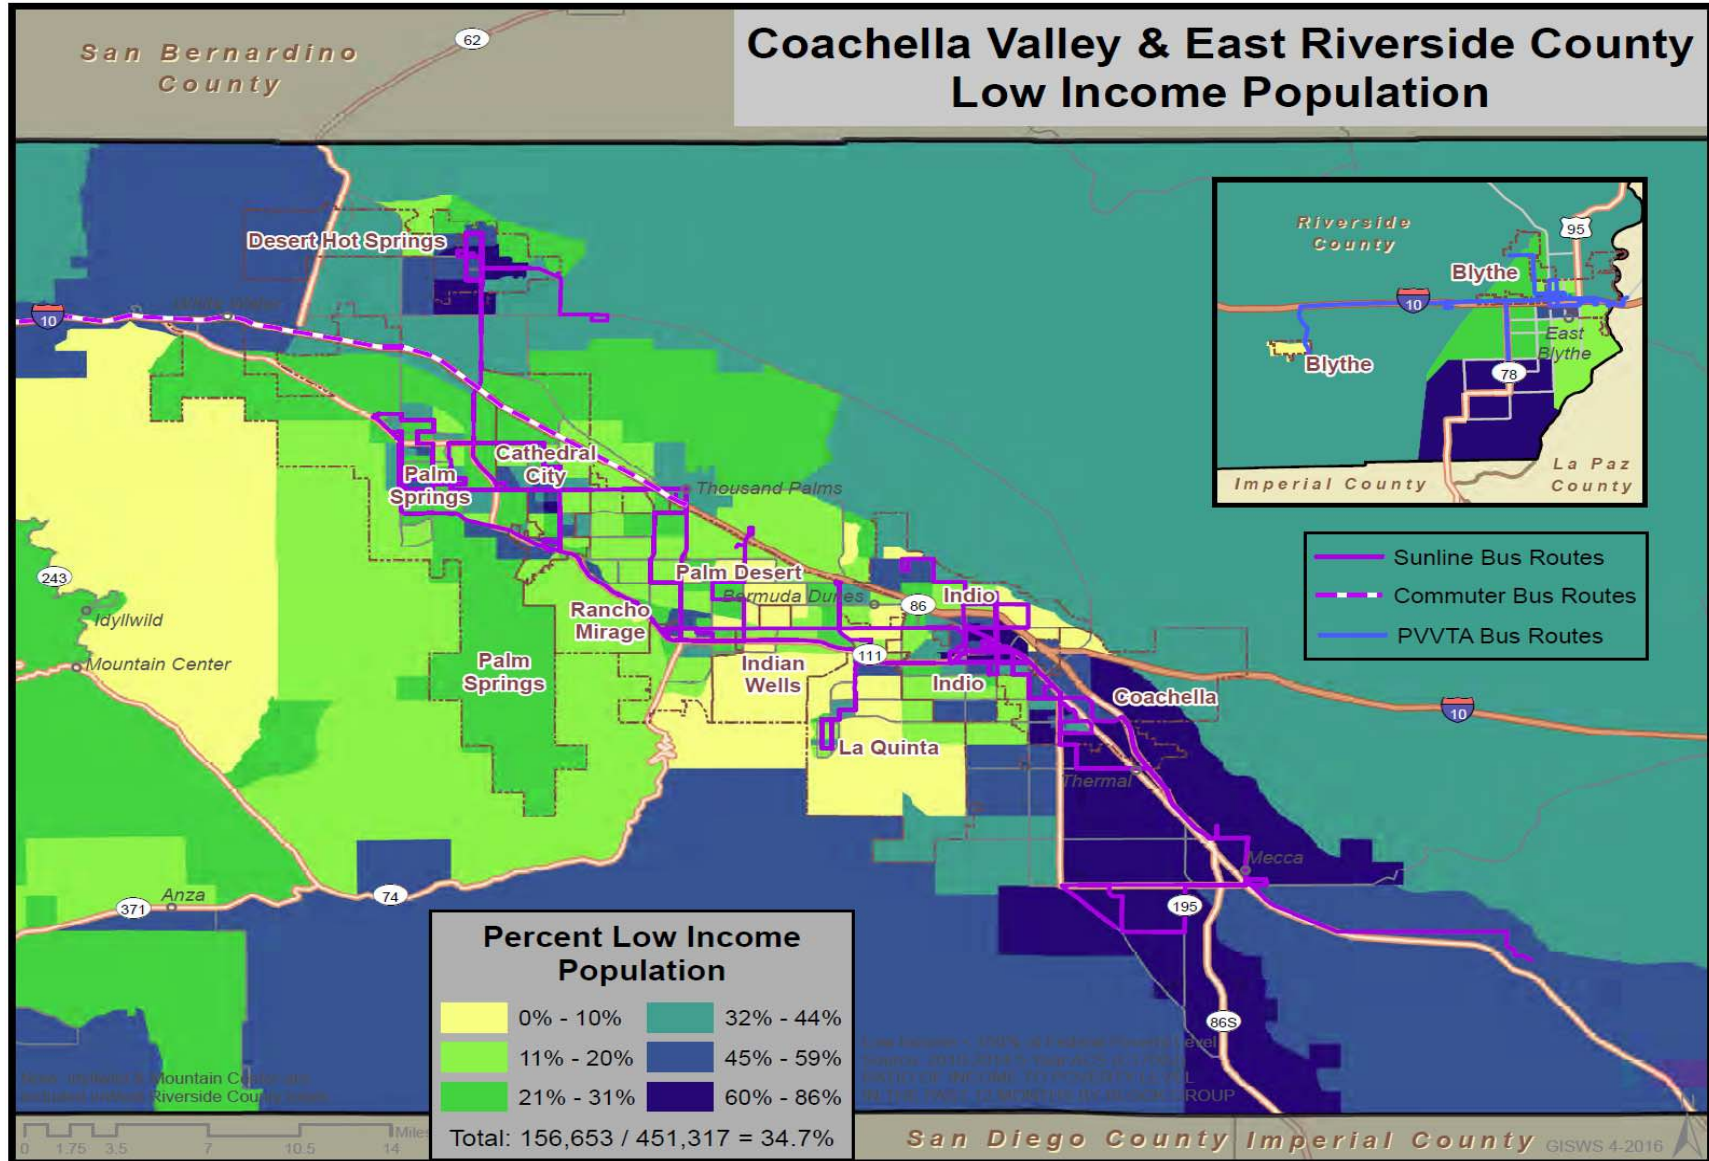 Coachella Valley & East Riverside County
Low Income Population
San Bernardino
County
62
Desert Hot Springs
10
Riverside
County
95
Blythe
10
East
Blythe
Blythe
78
La Paz
County
Imperial County
Cathedral
City
Palm
Springs
Thousand Palms
Sunline Bus Routes
Commuter Bus Routes
PVVTA Bus Routes
243
Idyllwild
Mountain Center
Palm Desert
Bermuda Dunes
86
Indio
Rancho
Mirage
Palm
Springs
Indian
Wells
111
Indio
Coachella
10
La Quinta
Thermal
Mecca
Anza
371
74
195
86S
Percent Low Income
Population
0% - 10%
32% - 44%
11% - 20%
45% - 59%
21% - 31%
60% - 86%
Total: 156,653 / 451,317 = 34.7%
Miles
0 1.75 3.5 7 10.5 14
San Diego County
Imperial County
GISWS 4-2016